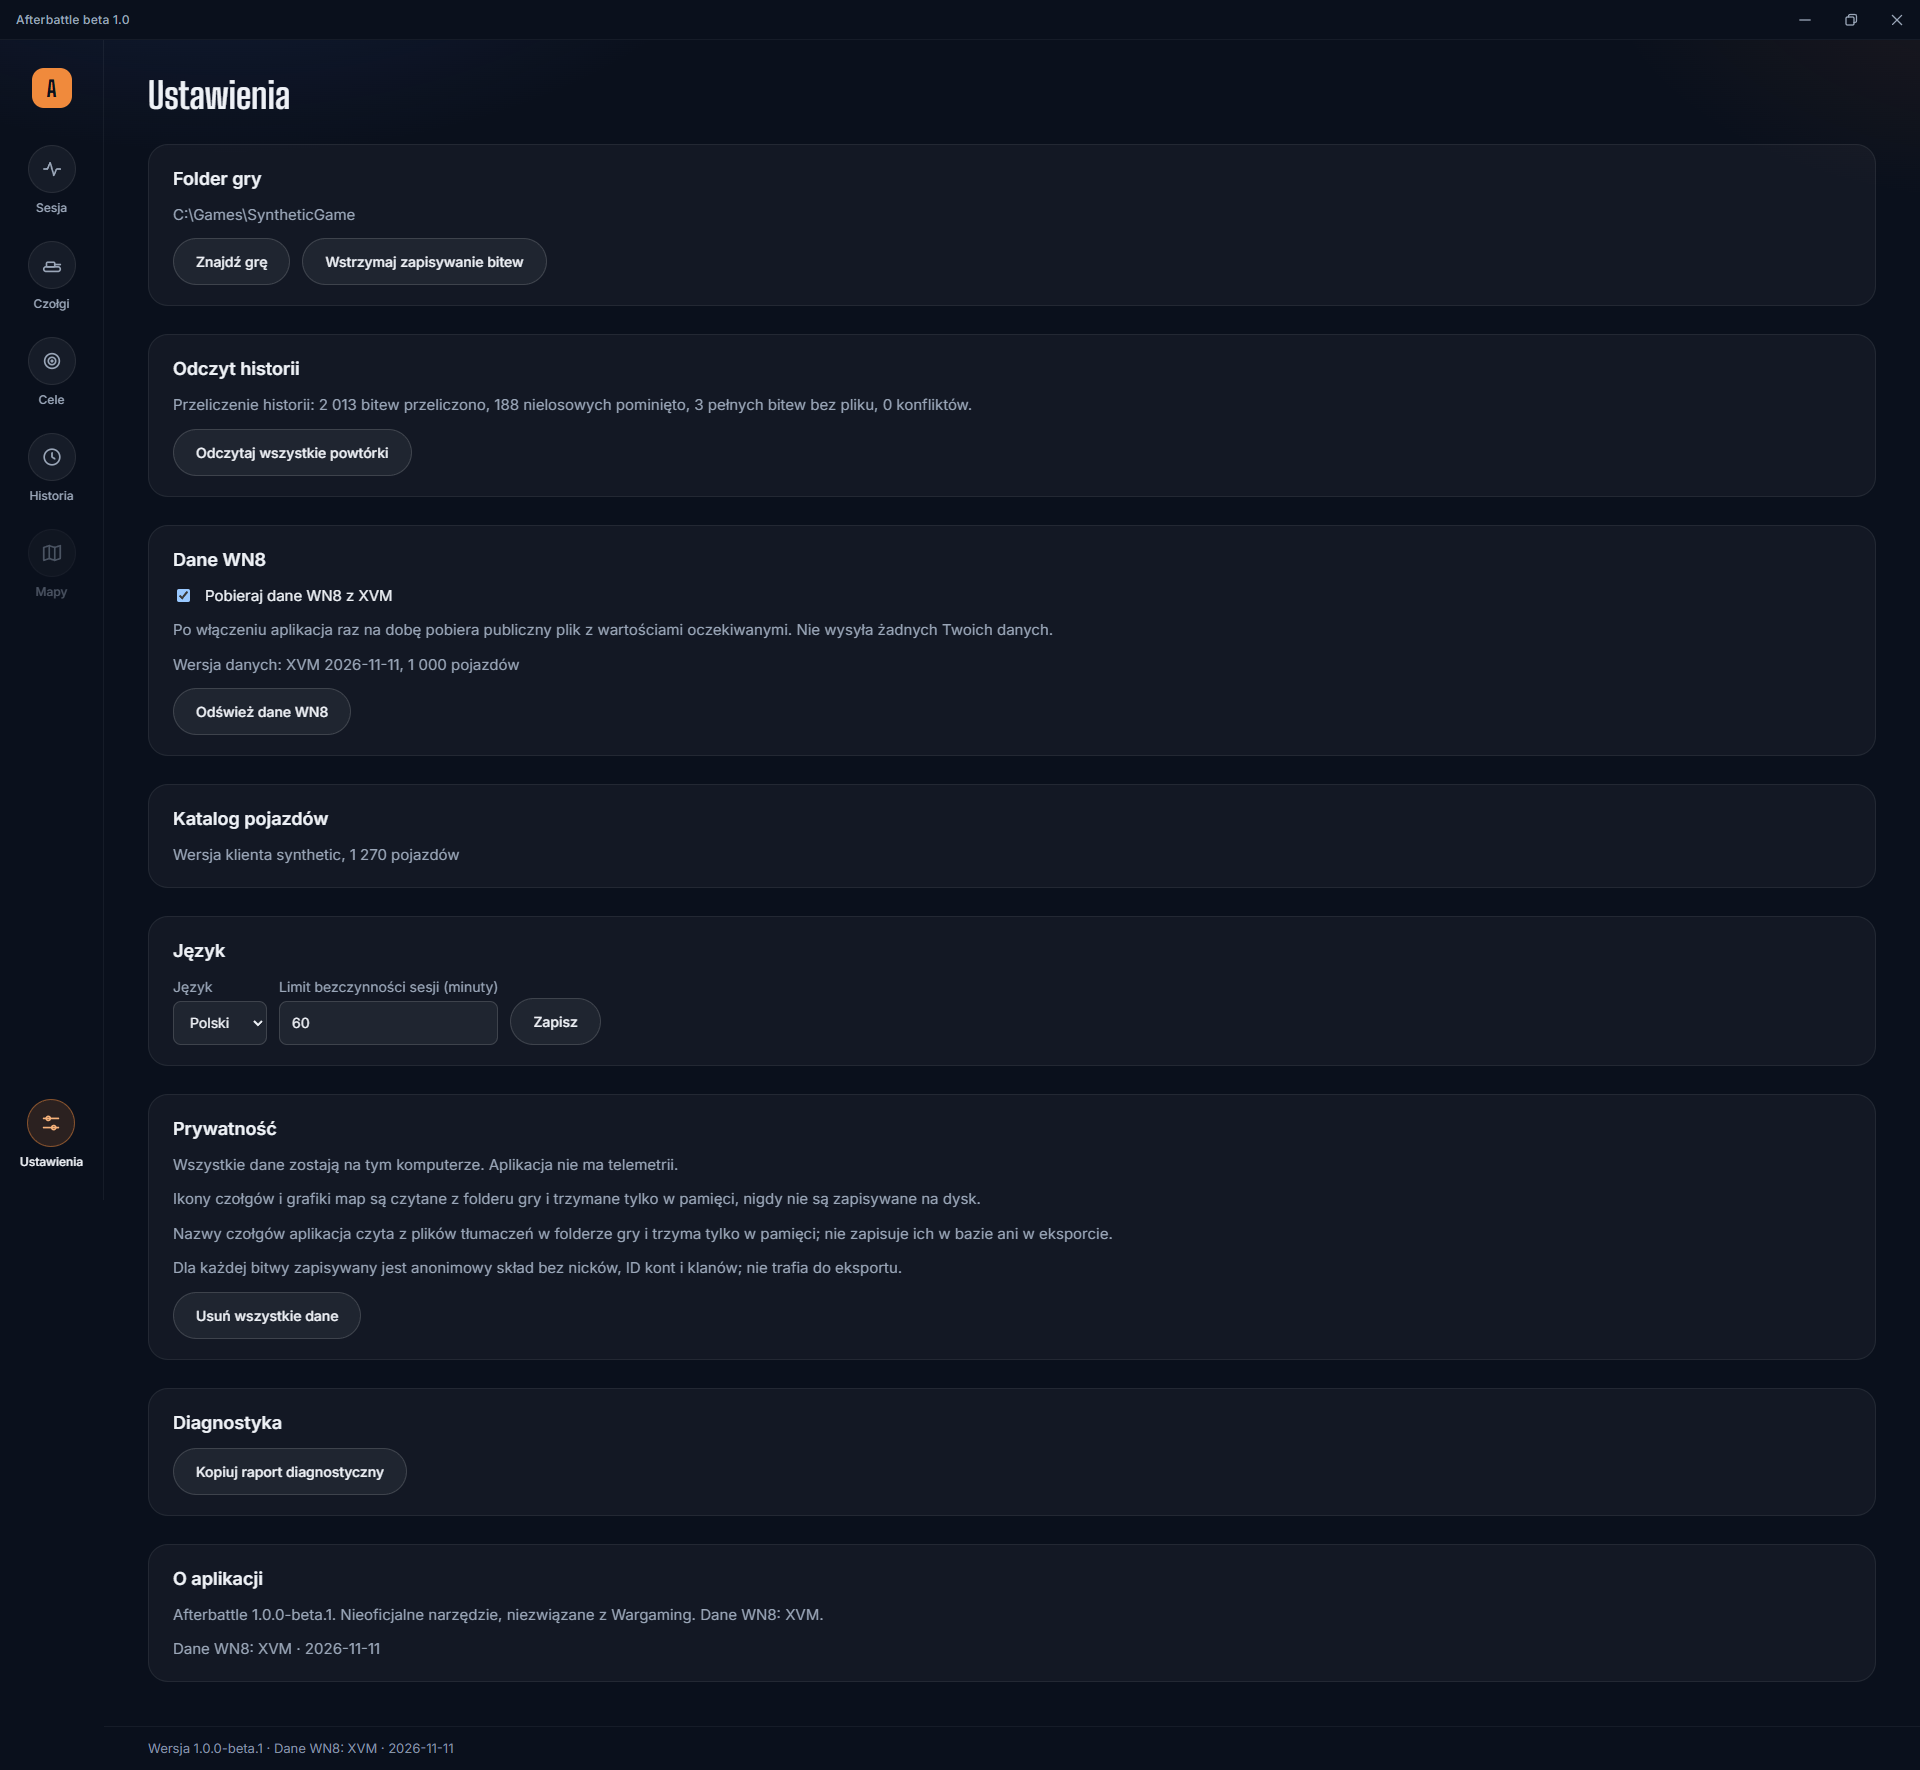 Afterbattle beta 1.0
A
Sesja
Czołgi
Cele
Historia
Mapy
Ustawienia
Ustawienia
Folder gry
C:\Games\SyntheticGame
Znajdź grę
Wstrzymaj zapisywanie bitew
Odczyt historii
Przeliczenie historii: 2 013 bitew przeliczono, 188 nielosowych pominięto, 3 pełnych bitew bez pliku, 0 konfliktów.
Odczytaj wszystkie powtórki
Dane WN8
Pobieraj dane WN8 z XVM
Po włączeniu aplikacja raz na dobę pobiera publiczny plik z wartościami oczekiwanymi. Nie wysyła żadnych Twoich danych.
Wersja danych: XVM 2026-11-11, 1 000 pojazdów
Odśwież dane WN8
Katalog pojazdów
Wersja klienta synthetic, 1 270 pojazdów
Język
Język
Limit bezczynności sesji (minuty)
Polski
60
Zapisz
Prywatność
Wszystkie dane zostają na tym komputerze. Aplikacja nie ma telemetrii.
Ikony czołgów i grafiki map są czytane z folderu gry i trzymane tylko w pamięci, nigdy nie są zapisywane na dysk.
Nazwy czołgów aplikacja czyta z plików tłumaczeń w folderze gry i trzyma tylko w pamięci; nie zapisuje ich w bazie ani w eksporcie.
Dla każdej bitwy zapisywany jest anonimowy skład bez nicków, ID kont i klanów; nie trafia do eksportu.
Usuń wszystkie dane
Diagnostyka
Kopiuj raport diagnostyczny
O aplikacji
Afterbattle 1.0.0-beta.1. Nieoficjalne narzędzie, niezwiązane z Wargaming. Dane WN8: XVM.
Dane WN8: XVM · 2026-11-11
Wersja 1.0.0-beta.1 · Dane WN8: XVM · 2026-11-11